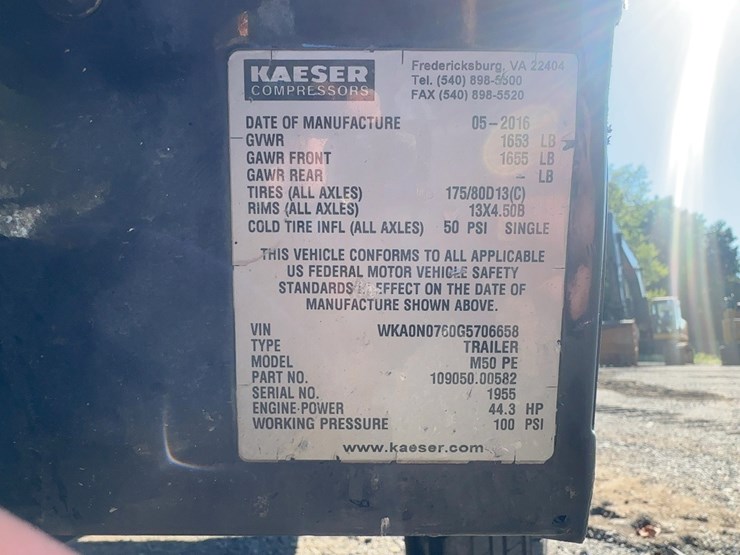 KAESER
COMPRESSORS
Fredericksburg, VA 22404
Tel. (540) 898-5500
FAX (540) 898-5520
DATE OF MANUFACTURE 05-2016
GVWR 1653 LB
GAWR FRONT 1655 LB
GAWR REAR - LB
TIRES (ALL AXLES) 175/80D13(C)
RIMS (ALL AXLES) 13X4.50B
COLD TIRE INFL (ALL AXLES) 50 PSI SINGLE
THIS VEHICLE CONFORMS TO ALL APPLICABLE
US FEDERAL MOTOR VEHICLE SAFETY
STANDARDS EFFECT ON THE DATE OF
MANUFACTURE SHOWN ABOVE.
VIN WKA0N0760G5706658
TYPE TRAILER
MODEL M50 PE
PART NO. 109050.00582
SERIAL NO. 1955
ENGINE-POWER 44.3 HP
WORKING PRESSURE 100 PSI
www.kaeser.com